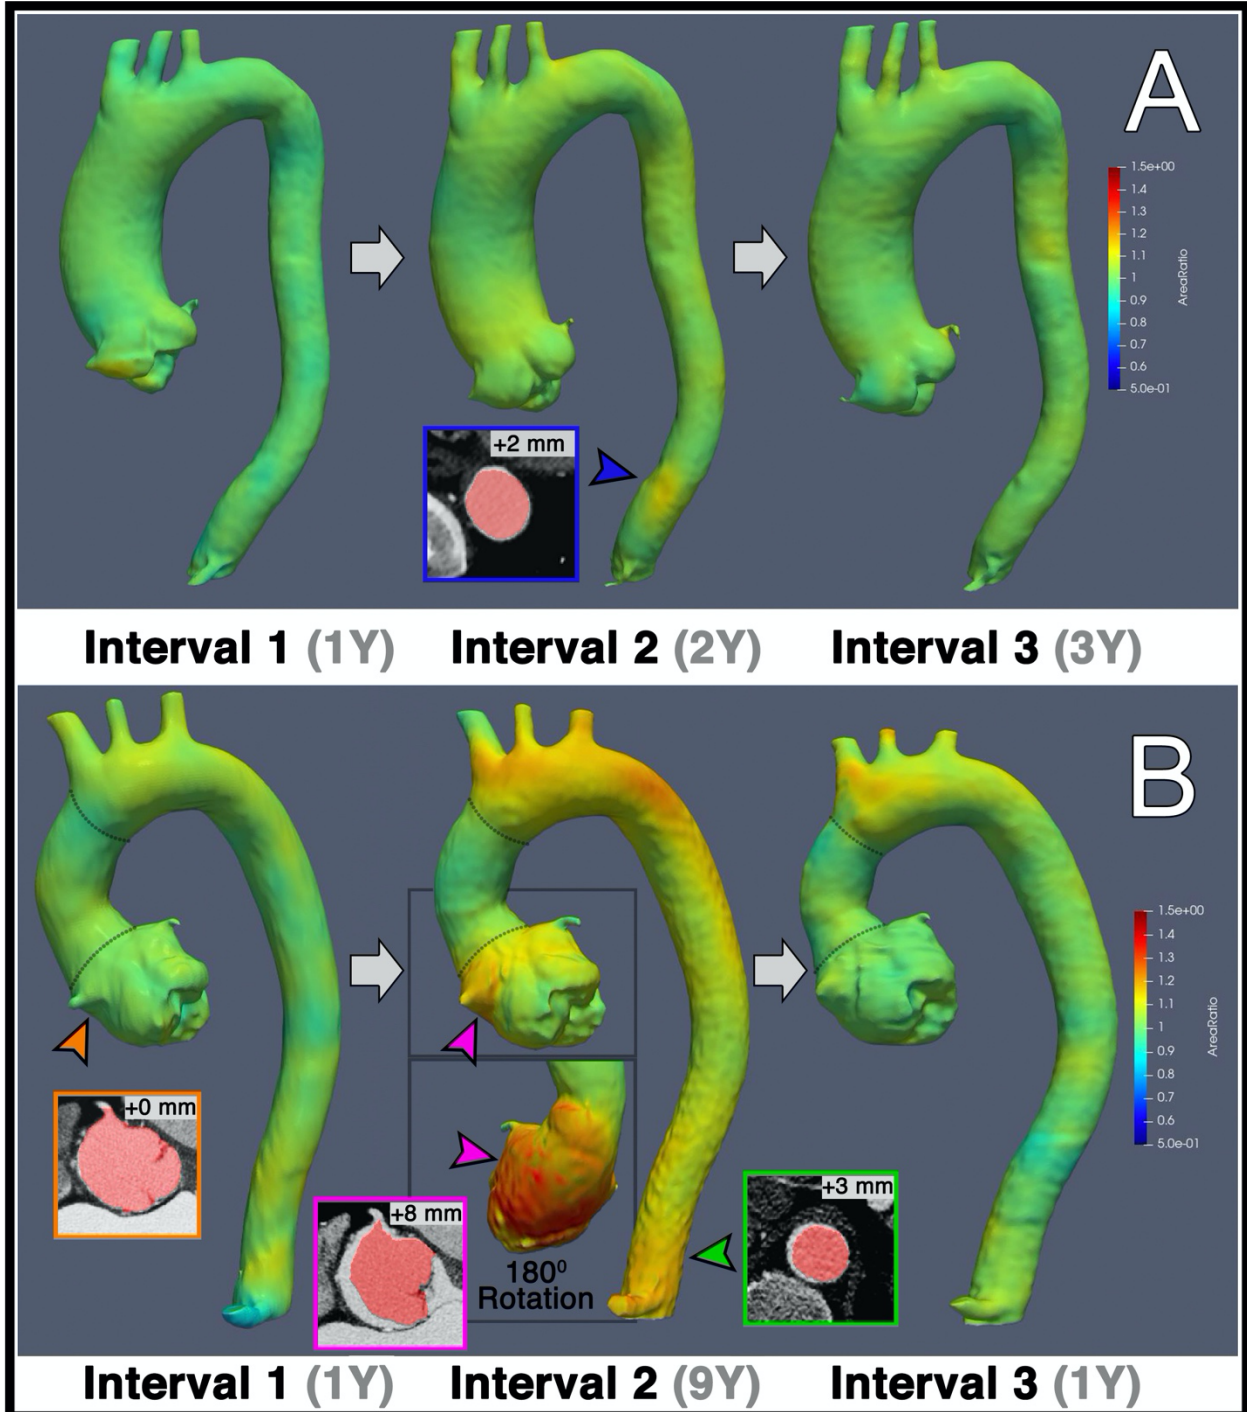 A
1.5e+00
1.4
1.3
1.2
1.1
1
0.9
0.8
0.7
0.6
5.0e-01
AreaRatio
+2 mm
Interval 1 (1Y)
Interval 2 (2Y)
Interval 3 (3Y)
B
1.5e+00
1.4
1.3
1.2
1.1
1
0.9
0.8
0.7
0.6
5.0e-01
AreaRatio
+0 mm
+8 mm
+3 mm
180⁰
Rotation
Interval 1 (1Y)
Interval 2 (9Y)
Interval 3 (1Y)